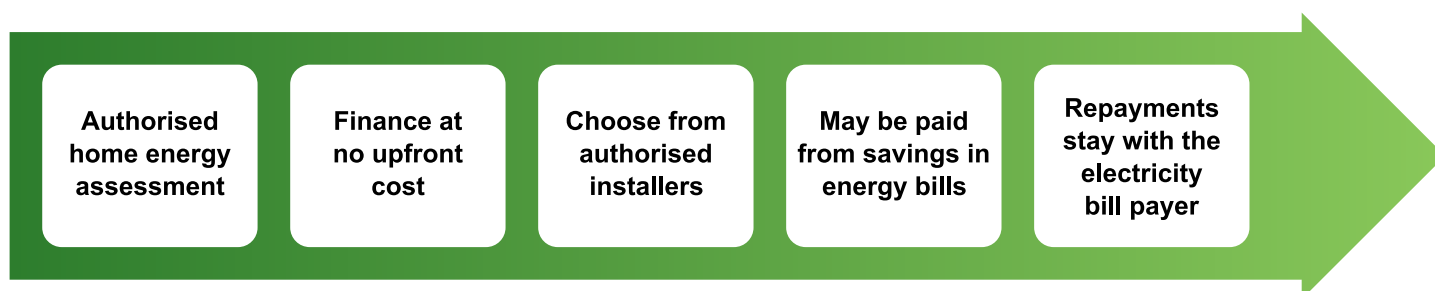 Authorised
home energy
assessment
Finance at
no upfront
cost
Choose from
authorised
installers
May be paid
from savings in
energy bills
Repayments
stay with the
electricity
bill payer